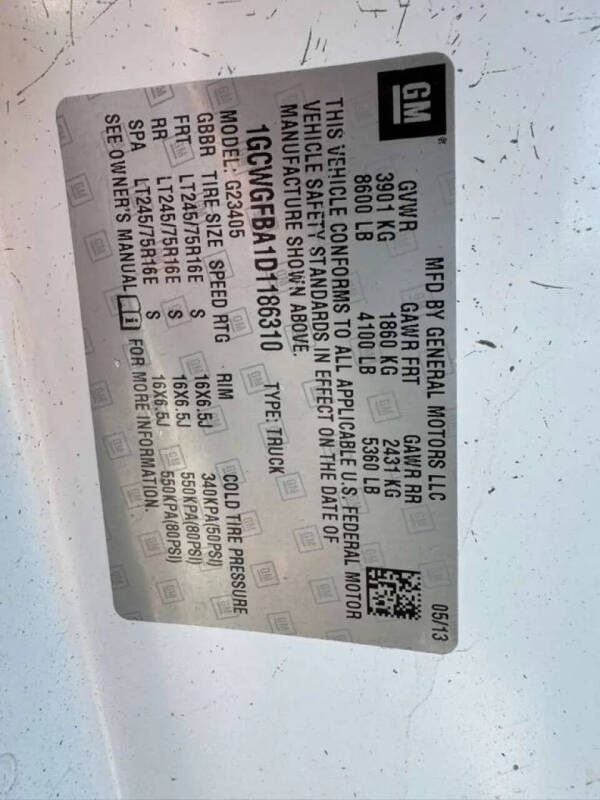 GM
MFD BY GENERAL MOTORS LLC 05/13
GVWR GAWR FRT GAWR RR
3901 KG 1860 KG 2431 KG
8600 LB 4100 LB 5360 LB
THIS VEHICLE CONFORMS TO ALL APPLICABLE U.S. FEDERAL MOTOR
VEHICLE SAFETY STANDARDS IN EFFECT ON THE DATE OF
MANUFACTURE SHOWN ABOVE.
1GCWGFBA1D1186310 TYPE: TRUCK
MODEL: G23405
GBBR TIRE SIZE SPEED RTG RIM COLD TIRE PRESSURE
FRT LT245/75R16E S 16X6.5J 340KPA(50PSI)
RR LT245/75R16E S 16X6.5J 550KPA(80PSI)
SPA LT245/75R16E S 16X6.5J 550KPA(80PSI)
SEE OWNER'S MANUAL i FOR MORE INFORMATION.